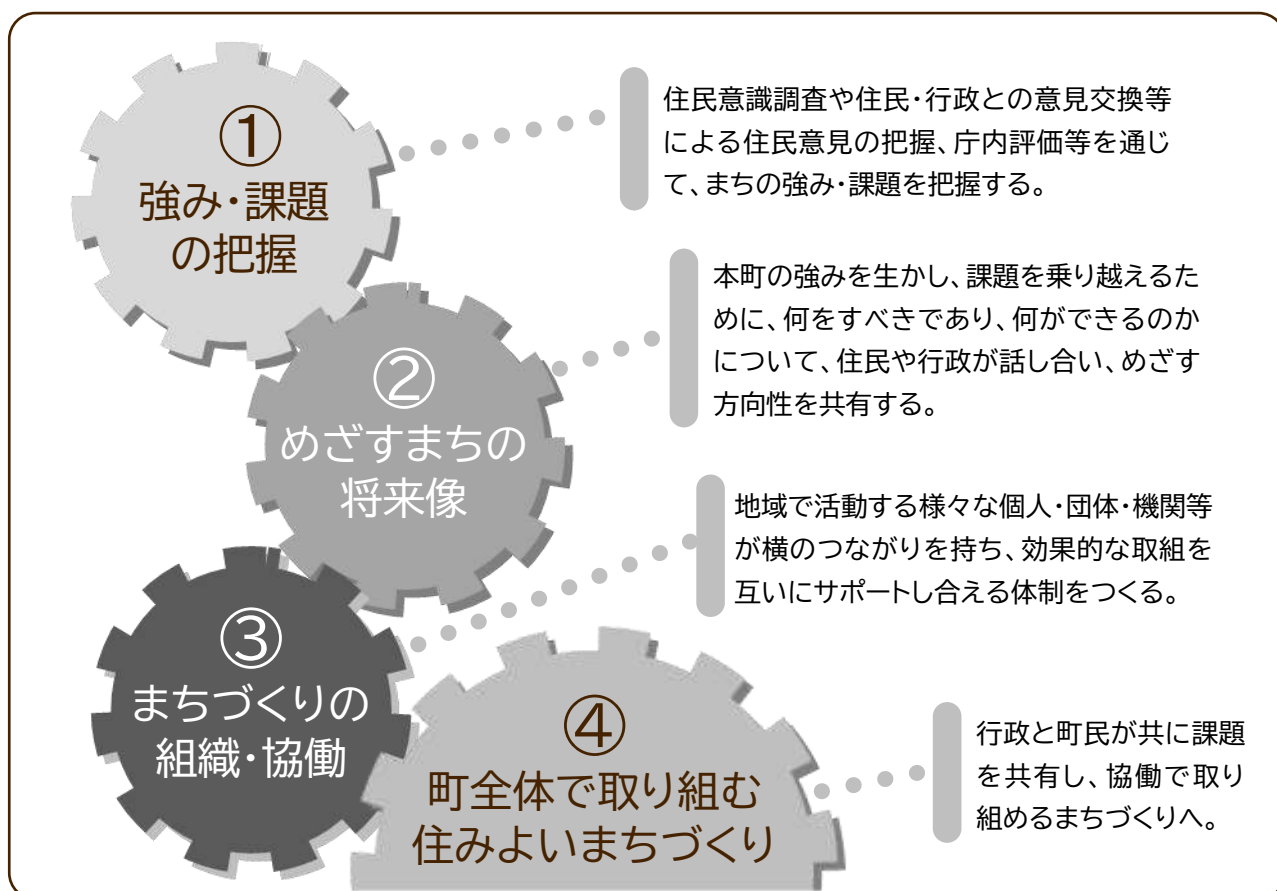 ①
強み・課題
の把握
住民意識調査や住民・行政との意見交換等
による住民意見の把握、庁内評価等を通じ
て、まちの強み・課題を把握する。
②
めざすまちの
将来像
本町の強みを生かし、課題を乗り越えるた
めに、何をすべきであり、何ができるのか
について、住民や行政が話し合い、めざす
方向性を共有する。
③
まちづくりの
組織・協働
地域で活動する様々な個人・団体・機関等
が横のつながりを持ち、効果的な取組を
互いにサポートし合える体制をつくる。
④
町全体で取り組む
住みよいまちづくり
行政と町民が共に課題
を共有し、協働で取り
組めるまちづくりへ。